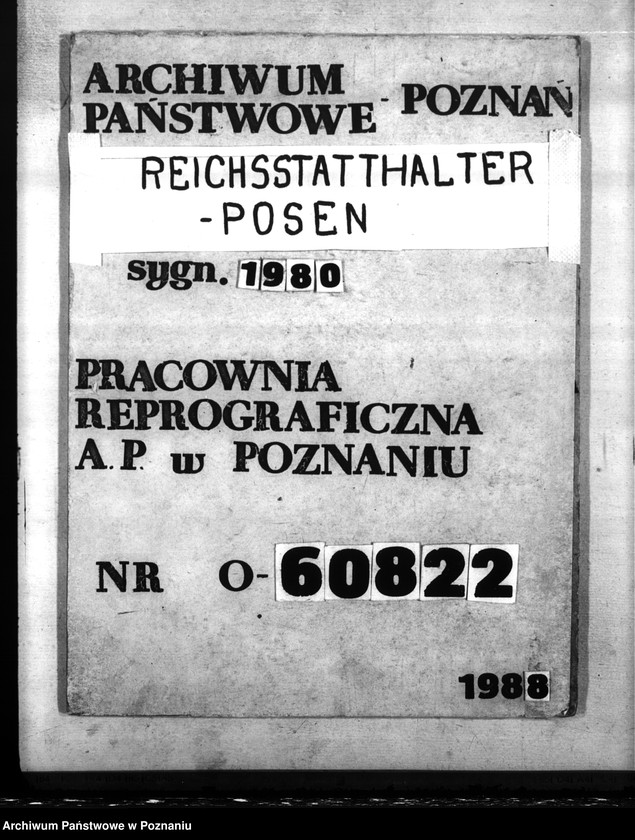 ARCHIWUM
PAŃSTWOWE - POZNAŃ
REICHSSTATTHALTER
-POSEN
sygn. 1980
PRACOWNIA
REPROGRAFICZNA
A.P. w POZNANIU
NR O-60822
1988
Archiwum Państwowe w Poznaniu